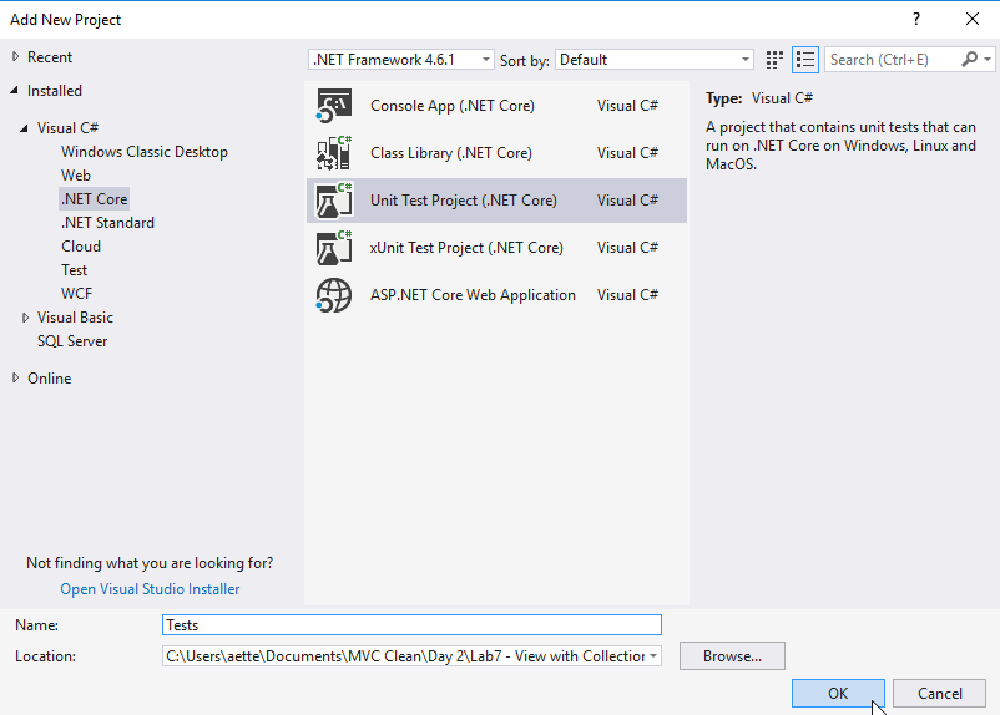 Add New Project
?
Recent
Installed
Visual C#
Windows Classic Desktop
Web
.NET Core
.NET Standard
Cloud
Test
WCF
Visual Basic
SQL Server
Online
Not finding what you are looking for?
Open Visual Studio Installer
.NET Framework 4.6.1 Sort by: Default Search (Ctrl+E)
Console App (.NET Core) Visual C#
Class Library (.NET Core) Visual C#
Unit Test Project (.NET Core) Visual C#
xUnit Test Project (.NET Core) Visual C#
ASP.NET Core Web Application Visual C#
Type: Visual C#
A project that contains unit tests that can
run on .NET Core on Windows, Linux and
MacOS.
Name: Tests
Location: C:\Users\aette\Documents\MVC Clean\Day 2\Lab7 - View with Collection Browse...
OK Cancel